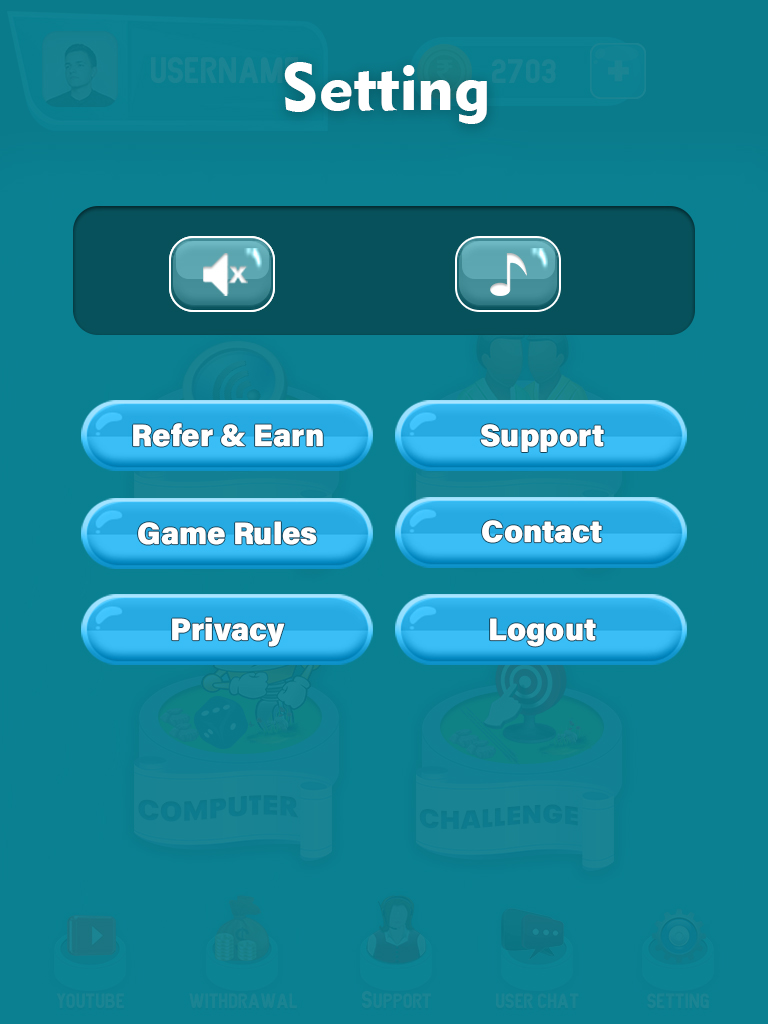 USERNAME
2703
Setting
Refer & Earn
Support
Game Rules
Contact
Privacy
Logout
COMPUTER
CHALLENGE
YOUTUBE
WITHDRAWAL
SUPPORT
USER CHAT
SETTING